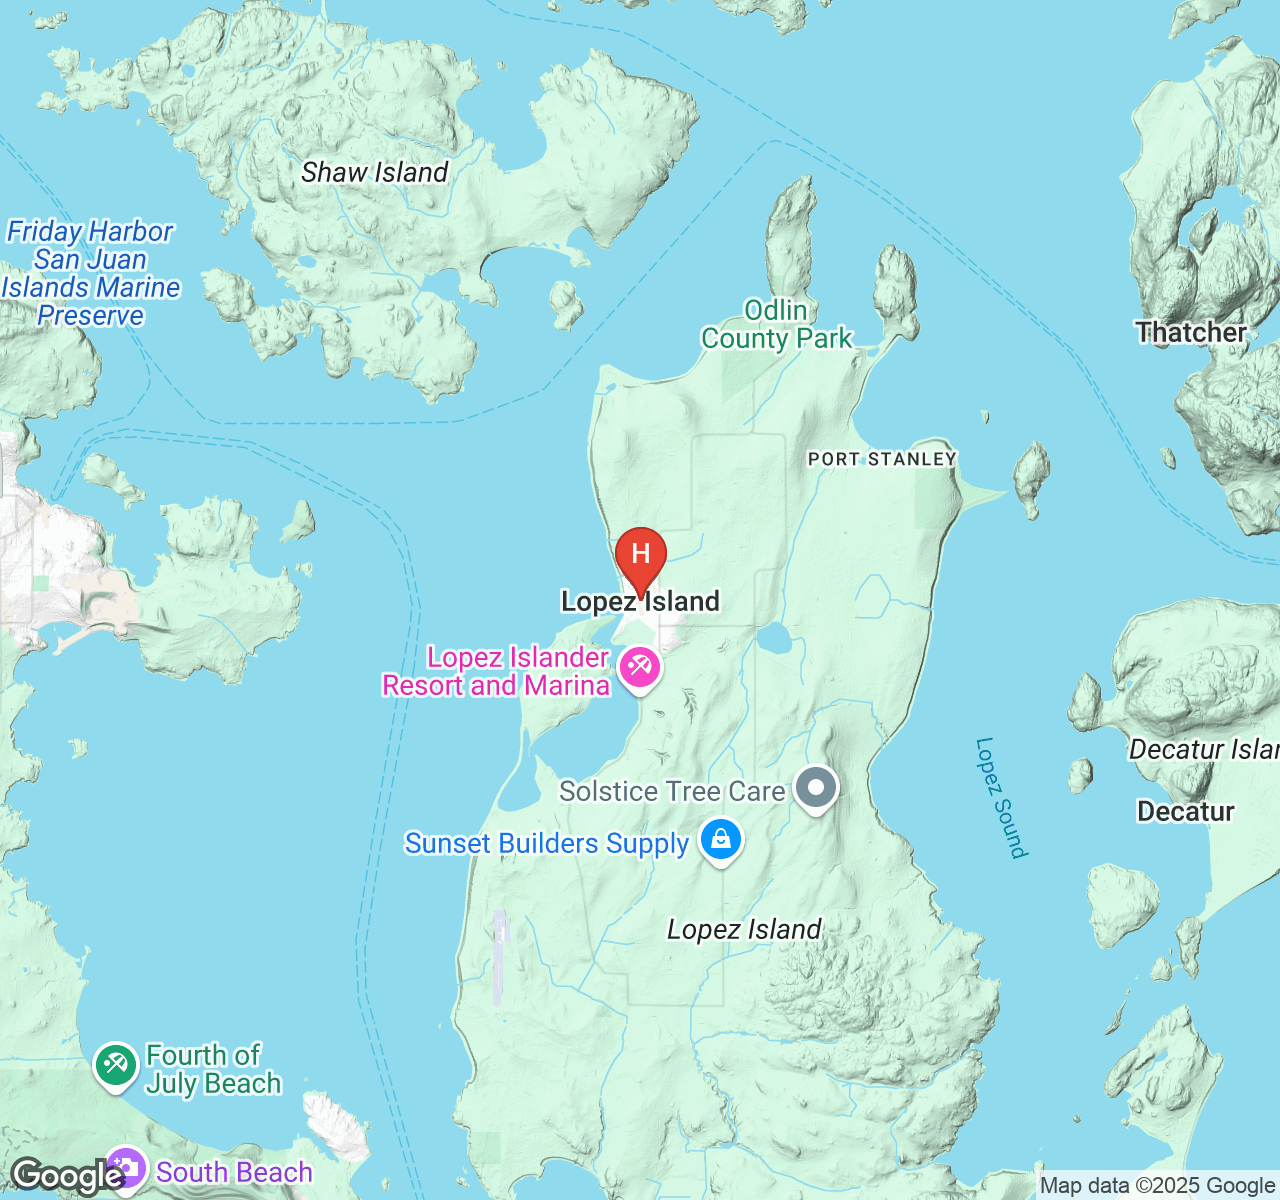 Shaw Island
Friday Harbor
San Juan
Islands Marine
Preserve
Odlin
County Park
Thatcher
PORT STANLEY
H
Lopez Island
Lopez Islander
Resort and Marina
Lopez Sound
Decatur Islan
Decatur
Solstice Tree Care
Sunset Builders Supply
Lopez Island
Fourth of
July Beach
South Beach
Google
Map data ©2025 Google